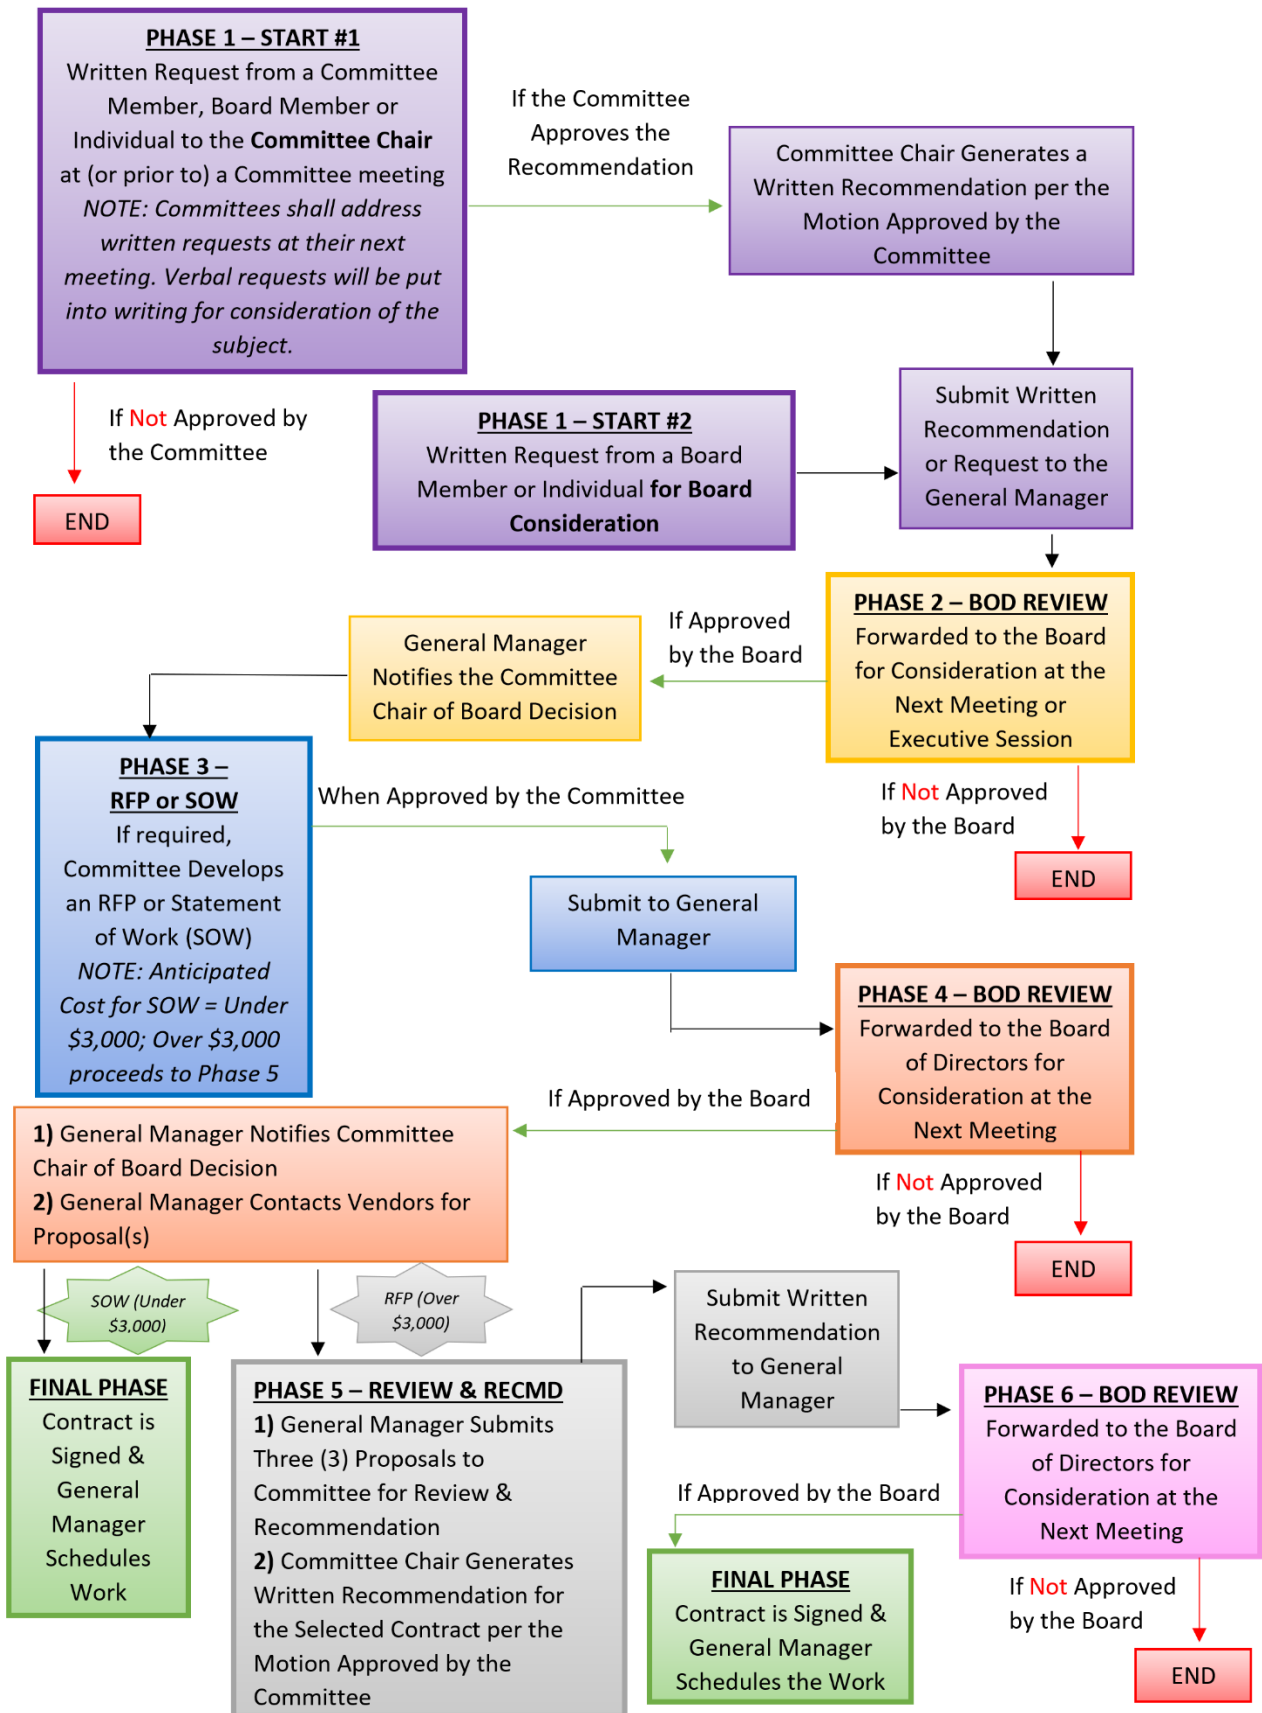 PHASE 1 – START #1
Written Request from a Committee
Member, Board Member or
Individual to the Committee Chair
at (or prior to) a Committee meeting
NOTE: Committees shall address
written requests at their next
meeting. Verbal requests will be put
into writing for consideration of the
subject.
If the Committee
Approves the
Recommendation
Committee Chair Generates a
Written Recommendation per the
Motion Approved by the
Committee
If Not Approved by
the Committee
END
PHASE 1 – START #2
Written Request from a Board
Member or Individual for Board
Consideration
Submit Written
Recommendation
or Request to the
General Manager
PHASE 2 – BOD REVIEW
Forwarded to the Board
for Consideration at the
Next Meeting or
Executive Session
If Approved
by the Board
General Manager
Notifies the Committee
Chair of Board Decision
If Not Approved
by the Board
END
PHASE 3 –
RFP or SOW
If required,
Committee Develops
an RFP or Statement
of Work (SOW)
NOTE: Anticipated
Cost for SOW = Under
$3,000; Over $3,000
proceeds to Phase 5
When Approved by the Committee
Submit to General
Manager
PHASE 4 – BOD REVIEW
Forwarded to the Board
of Directors for
Consideration at the
Next Meeting
If Approved by the Board
If Not Approved
by the Board
END
1) General Manager Notifies Committee
Chair of Board Decision
2) General Manager Contacts Vendors for
Proposal(s)
SOW (Under
$3,000)
RFP (Over
$3,000)
FINAL PHASE
Contract is
Signed &
General
Manager
Schedules
Work
PHASE 5 – REVIEW & RECMD
1) General Manager Submits
Three (3) Proposals to
Committee for Review &
Recommendation
2) Committee Chair Generates
Written Recommendation for
the Selected Contract per the
Motion Approved by the
Committee
Submit Written
Recommendation
to General
Manager
PHASE 6 – BOD REVIEW
Forwarded to the Board
of Directors for
Consideration at the
Next Meeting
If Approved by the Board
FINAL PHASE
Contract is Signed &
General Manager
Schedules the Work
If Not Approved
by the Board
END